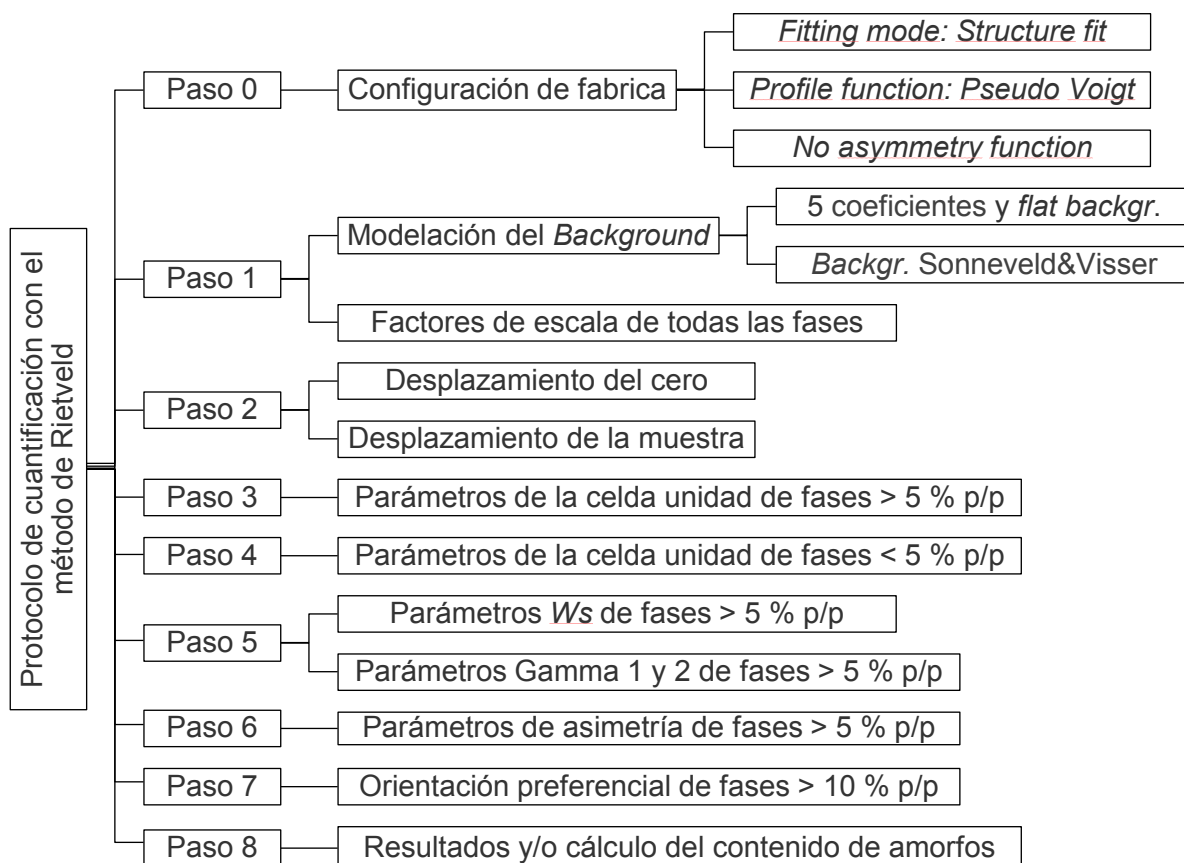 Protocolo de cuantificación con el
método de Rietveld
Paso 0
Configuración de fabrica
Fitting mode: Structure fit
Profile function: Pseudo Voigt
No asymmetry function
Paso 1
Modelación del Background
5 coeficientes y flat backgr.
Backgr. Sonneveld&Visser
Factores de escala de todas las fases
Paso 2
Desplazamiento del cero
Desplazamiento de la muestra
Paso 3
Parámetros de la celda unidad de fases > 5 % p/p
Paso 4
Parámetros de la celda unidad de fases < 5 % p/p
Paso 5
Parámetros Ws de fases > 5 % p/p
Parámetros Gamma 1 y 2 de fases > 5 % p/p
Paso 6
Parámetros de asimetría de fases > 5 % p/p
Paso 7
Orientación preferencial de fases > 10 % p/p
Paso 8
Resultados y/o cálculo del contenido de amorfos